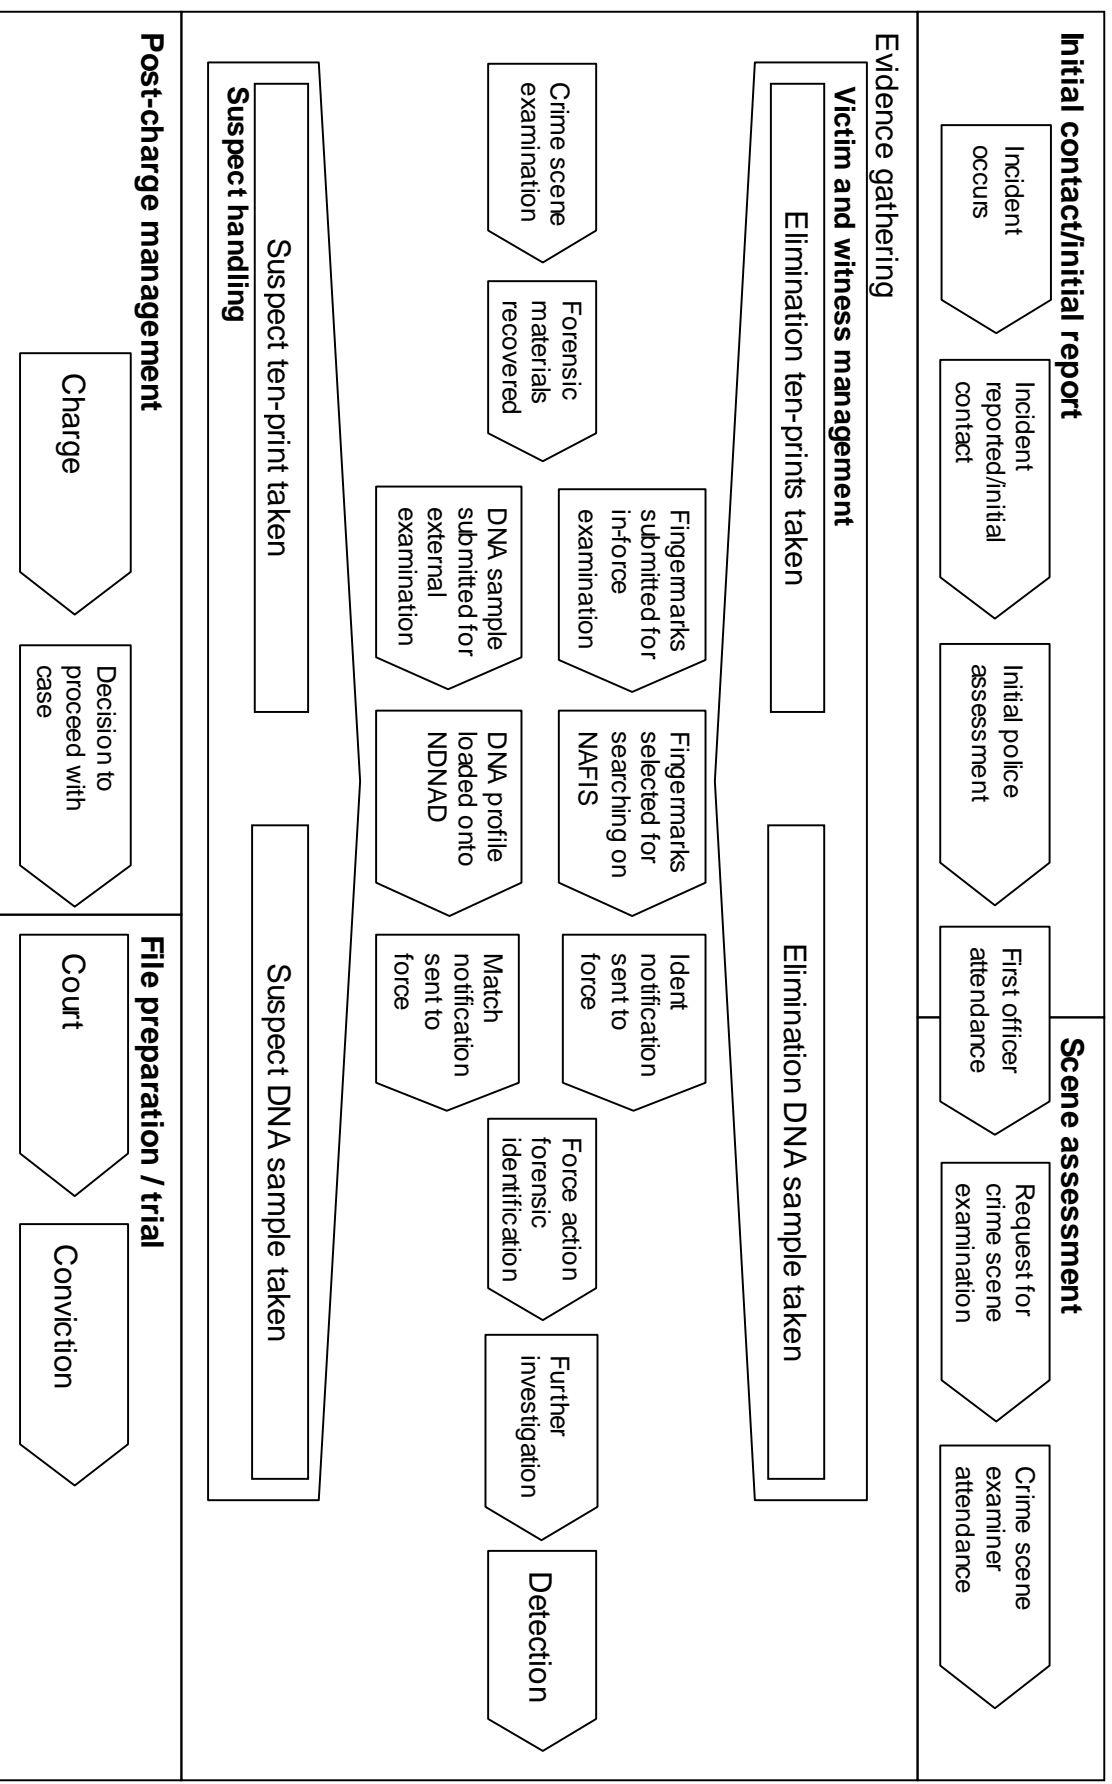 Initial contact/initial report
Incident
occurs
Incident
reported/initial
contact
Initial police
assessment
Scene assessment
First officer
attendance
Request for
crime scene
examination
Crime scene
examiner
attendance
Evidence gathering
Victim and witness management
Elimination ten-prints taken
Elimination DNA sample taken
Crime scene
examination
Forensic
materials
recovered
Fingermarks
submitted for
in-force
examination
Fingermarks
selected for
searching on
NAFIS
Ident
notification
sent to
force
DNA sample
submitted for
external
examination
DNA profile
loaded onto
NDNAD
Match
notification
sent to
force
Force action
forensic
identification
Further
investigation
Detection
Suspect ten-print taken
Suspect DNA sample taken
Suspect handling
Post-charge management
Charge
Decision to
proceed with
case
File preparation / trial
Court
Conviction